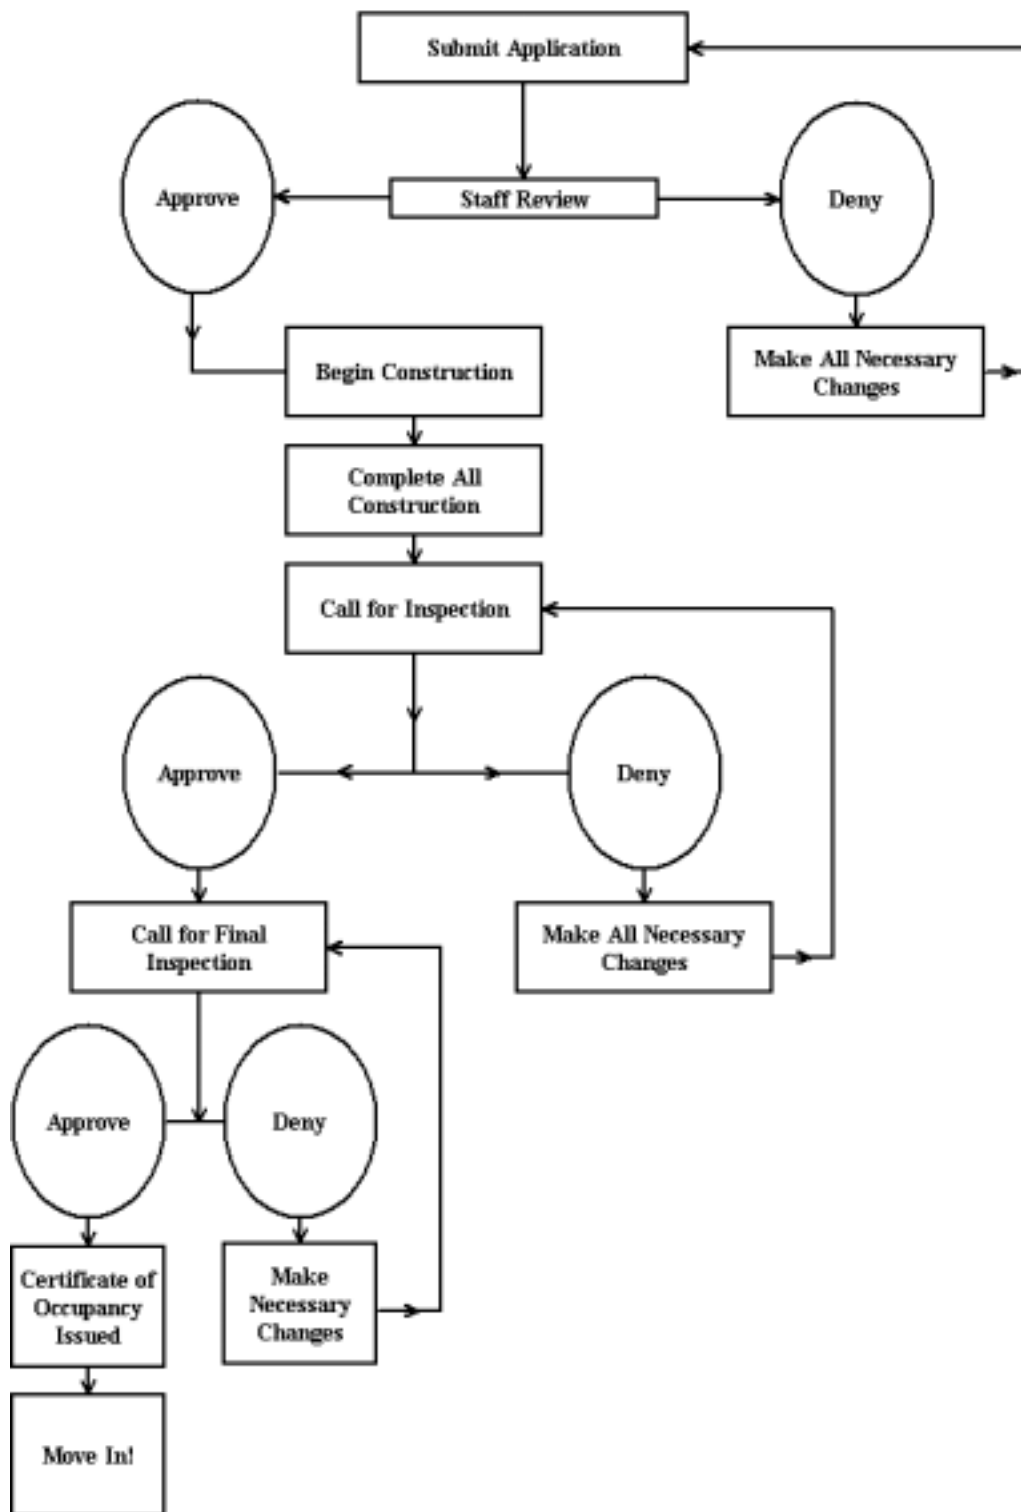 Submit Application
Approve
Staff Review
Deny
Begin Construction
Make All Necessary
Changes
Complete All
Construction
Call for Inspection
Approve
Deny
Call for Final
Inspection
Make All Necessary
Changes
Approve
Deny
Certificate of
Occupancy
Issued
Make
Necessary
Changes
Move In!